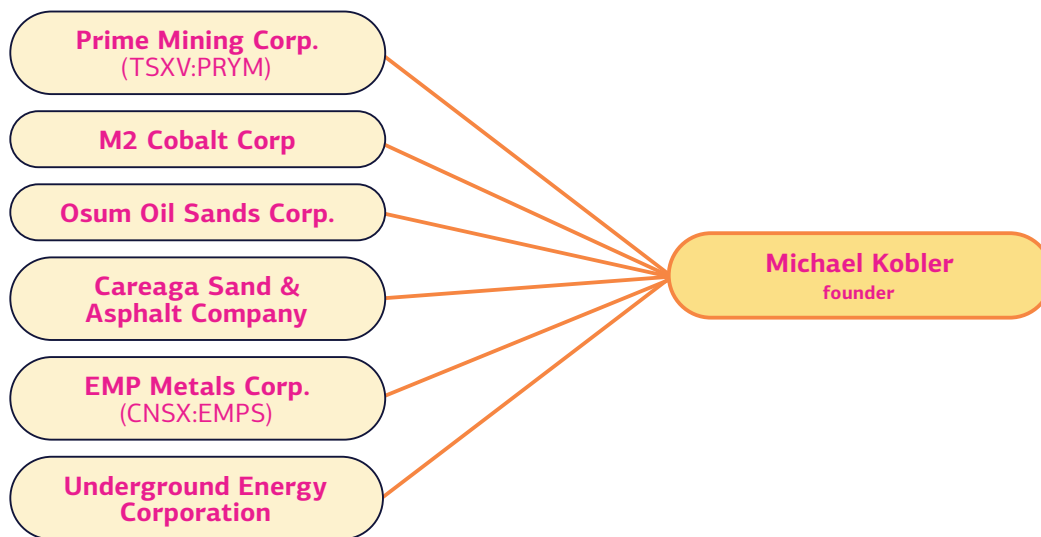 Prime Mining Corp.
(TSXV:PRYM)
M2 Cobalt Corp
Osum Oil Sands Corp.
Careaga Sand &
Asphalt Company
EMP Metals Corp.
(CNSX:EMPS)
Underground Energy
Corporation
Michael Kobler
founder